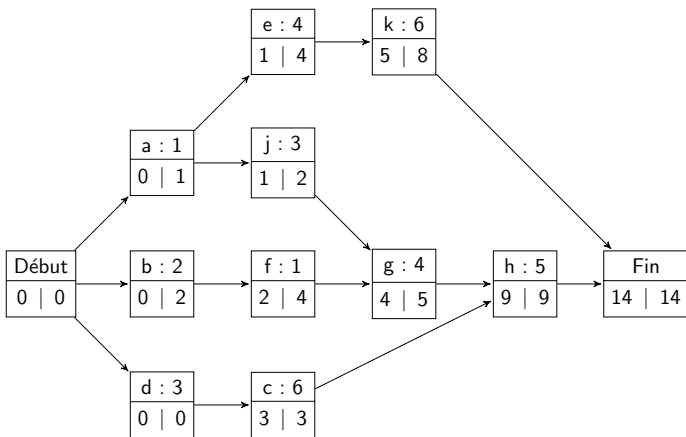 e : 4
1 | 4
k : 6
5 | 8
a : 1
0 | 1
j : 3
1 | 2
Début
0 | 0
b : 2
0 | 2
f : 1
2 | 4
g : 4
4 | 5
h : 5
9 | 9
Fin
14 | 14
d : 3
0 | 0
c : 6
3 | 3